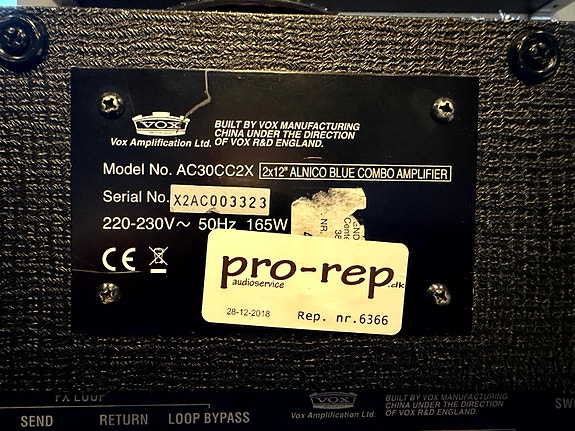 VOX
Vox Amplification Ltd.
BUILT BY VOX MANUFACTURING
CHINA UNDER THE DIRECTION
OF VOX R&D ENGLAND.
Model No. AC30CC2X 2x12" ALNICO BLUE COMBO AMPLIFIER
Serial No. X2AC003323
220-230V~ 50Hz 165W
CE
pro-rep.dk
audioservice
28-12-2018 Rep. nr.6366
FX LOOP
SEND RETURN LOOP BYPASS
VOX
Vox Amplification Ltd.
BUILT BY VOX MANUFACTURING
CHINA UNDER THE DIRECTION
OF VOX R&D ENGLAND.